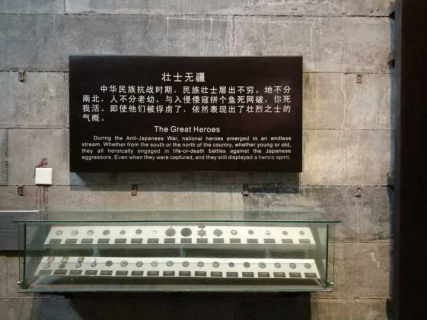 壮士无疆
中华民族抗战时期，民族壮士层出不穷。地不分
南北，人不分老幼，与入侵倭寇拼个鱼死网破，你死
我活。即使他们被俘虏了，依然表现出了壮烈之士的
气概。
The Great Heroes
During the Anti-Japanese War, national heroes emerged in an endless
stream. Whether from the south or the north of the country, whether young or old,
they all heroically engaged in life-or-death battles against the Japanese
aggressors. Even when they were captured, and they still displayed a heroic spirit.